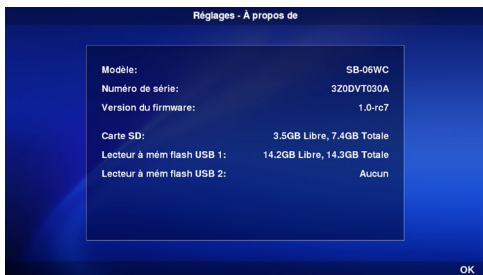 Réglages - À propos de
Modèle: SB-06WC
Numéro de série: 3Z0DVT030A
Version du firmware: 1.0-rc7
Carte SD: 3.5GB Libre, 7.4GB Totale
Lecteur à mém flash USB 1: 14.2GB Libre, 14.3GB Totale
Lecteur à mém flash USB 2: Aucun
OK